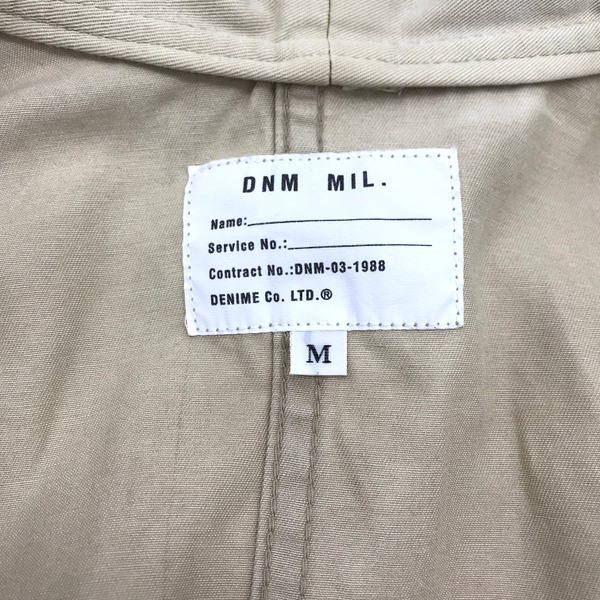 DNM MIL.
Name:
Service No.:
Contract No.:DNM-03-1988
DENIME Co. LTD.®
M